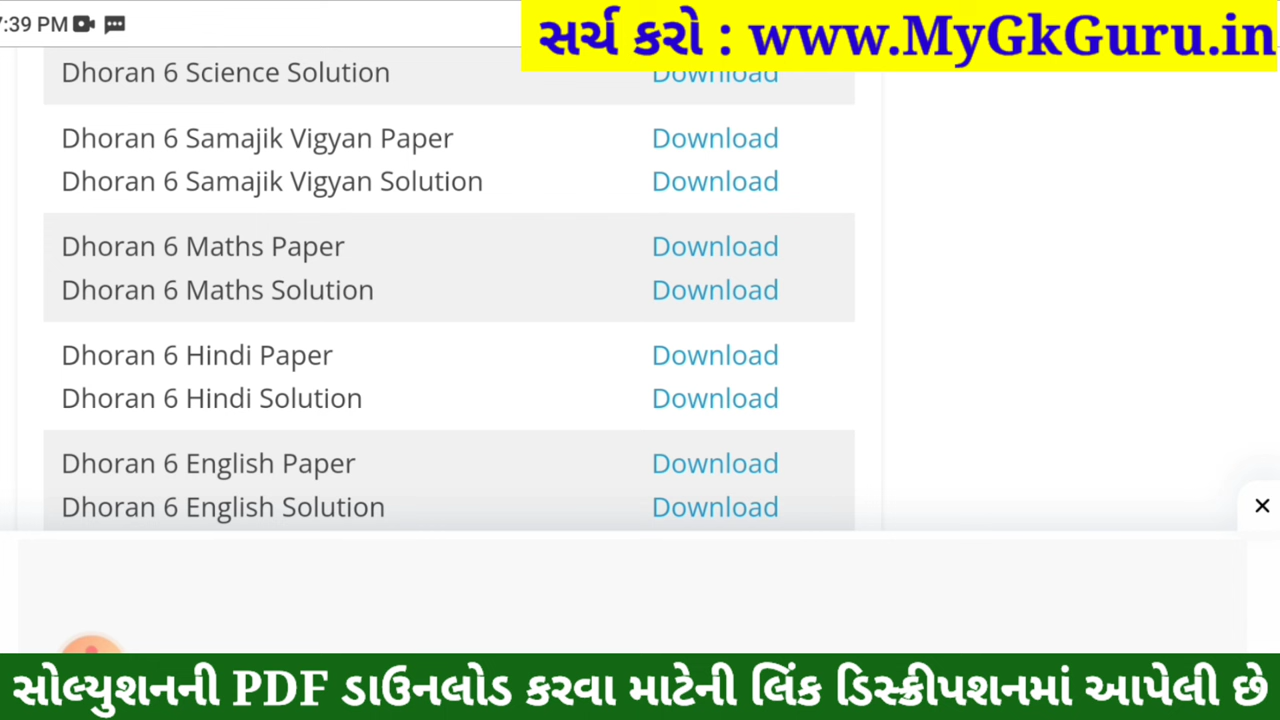 7:39 PM
સર્ચ કરો : www.MyGkGuru.in
Dhoran 6 Science Solution Download
Dhoran 6 Samajik Vigyan Paper Download
Dhoran 6 Samajik Vigyan Solution Download
Dhoran 6 Maths Paper Download
Dhoran 6 Maths Solution Download
Dhoran 6 Hindi Paper Download
Dhoran 6 Hindi Solution Download
Dhoran 6 English Paper Download
Dhoran 6 English Solution Download
સોલ્યુશનની PDF ડાઉનલોડ કરવા માટેની લિંક ડિસ્ક્રીપશનમાં આપેલી છે